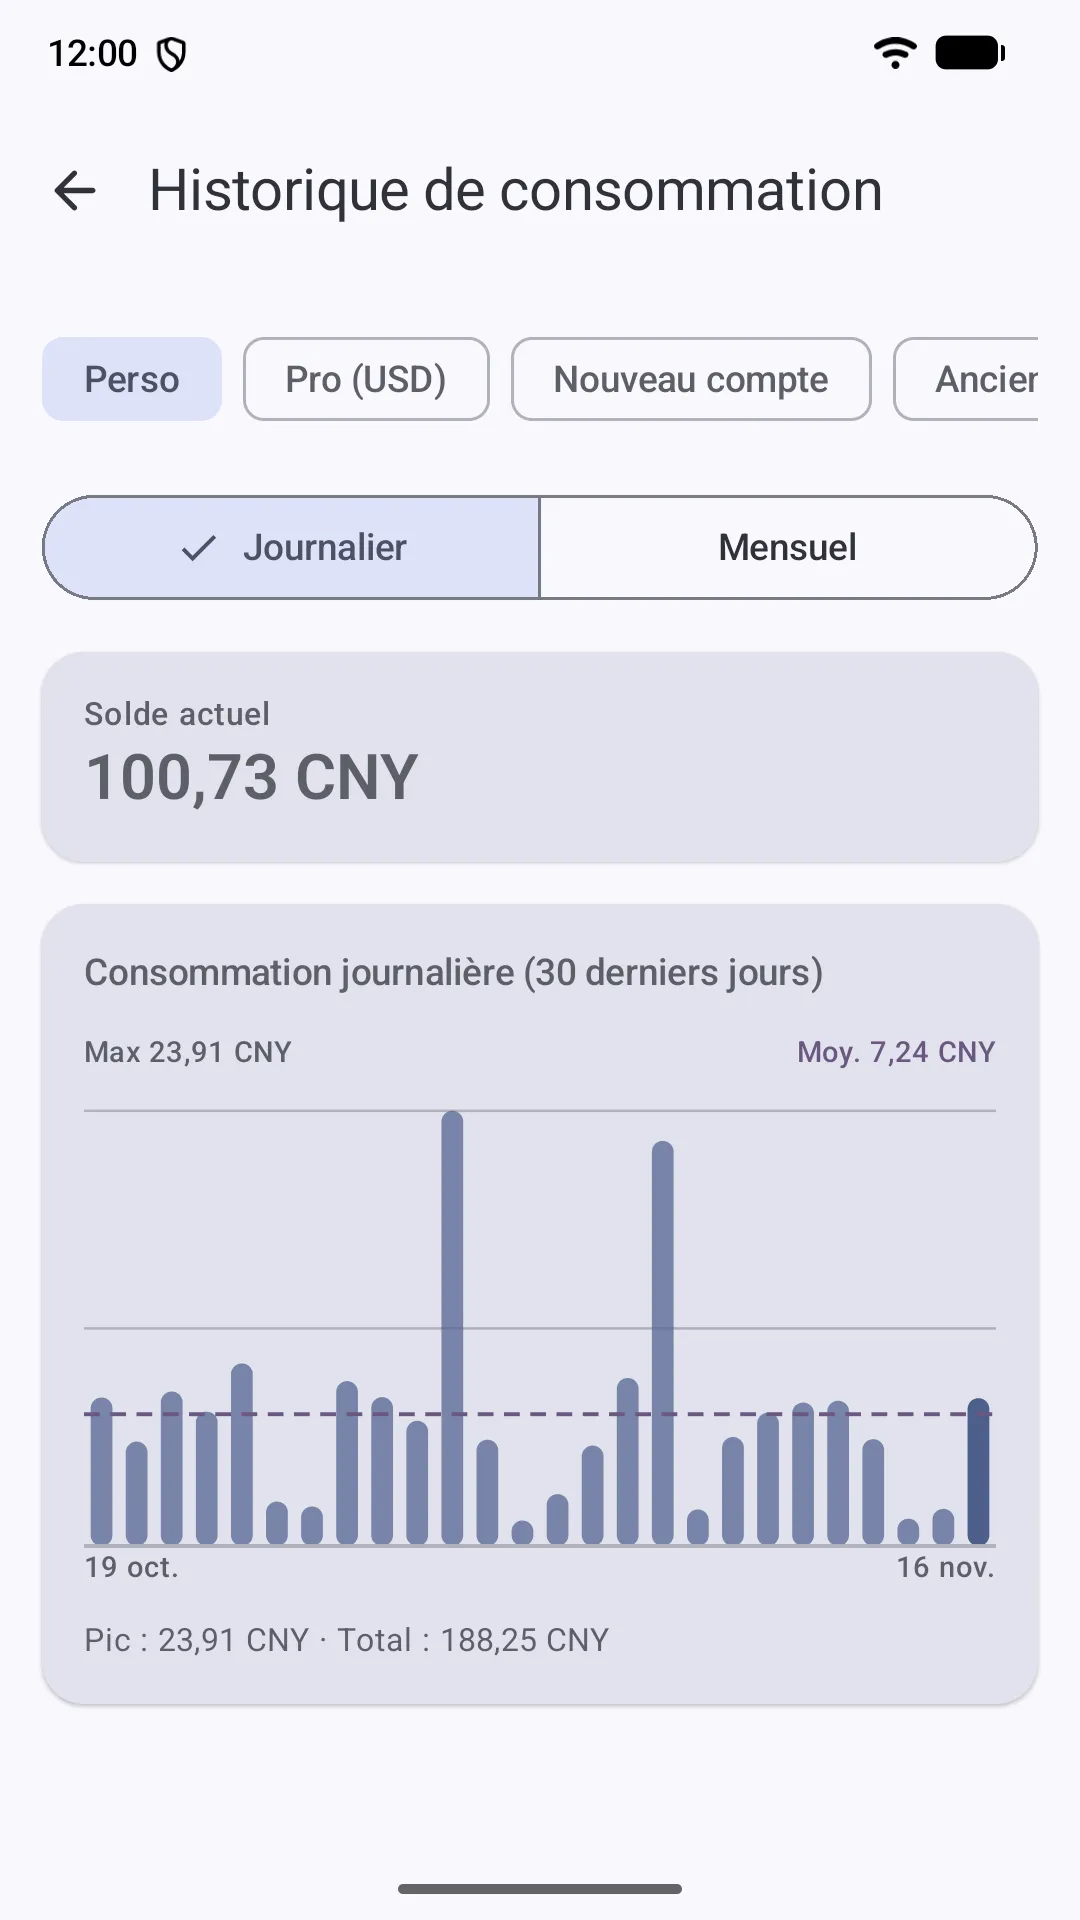 12:00
Historique de consommation
Perso
Pro (USD)
Nouveau compte
Ancien
Journalier
Mensuel
Solde actuel
100,73 CNY
Consommation journalière (30 derniers jours)
Max 23,91 CNY
Moy. 7,24 CNY
19 oct.
16 nov.
Pic : 23,91 CNY · Total : 188,25 CNY